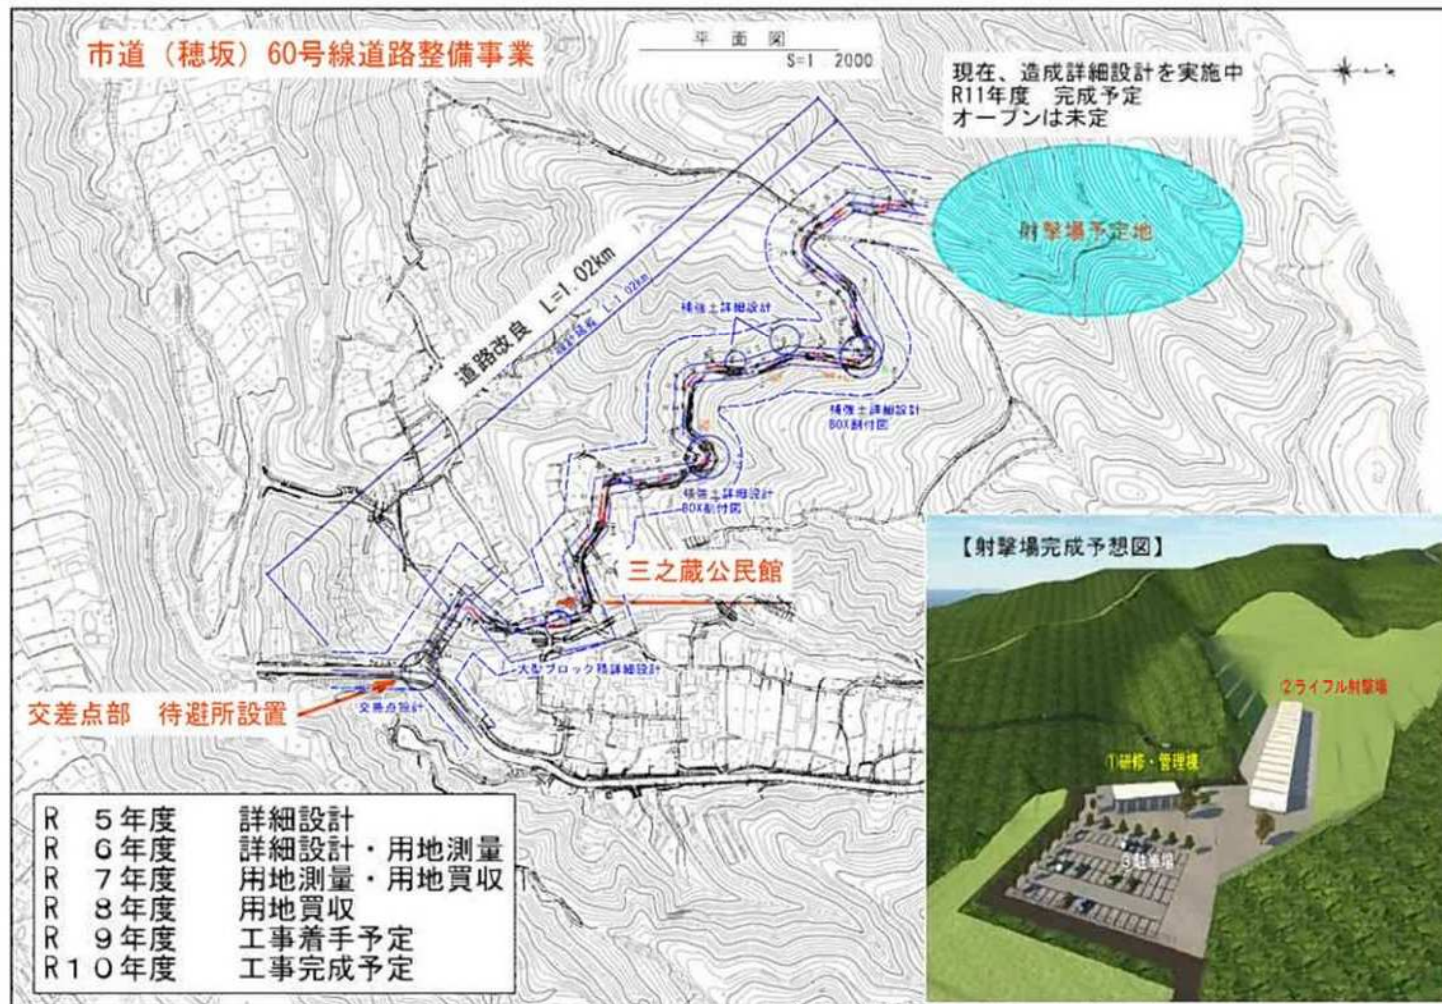 市道（穂坂）60号線道路整備事業
平面図
S=1 2000
現在、造成詳細設計を実施中
R11年度　完成予定
オープンは未定
射撃場予定地
道路改良　L=1.02km
補強土詳細設計
補強土詳細設計
BOX割付図
補強土詳細設計
BOX割付図
三之蔵公民館
大型ブロック積詳細設計
交差点部　待避所設置
交差点設計
R　5年度　詳細設計
R　6年度　詳細設計・用地測量
R　7年度　用地測量・用地買収
R　8年度　用地買収
R　9年度　工事着手予定
R10年度　工事完成予定
【射撃場完成予想図】
②ライフル射撃場
①研修・管理棟
③駐車場